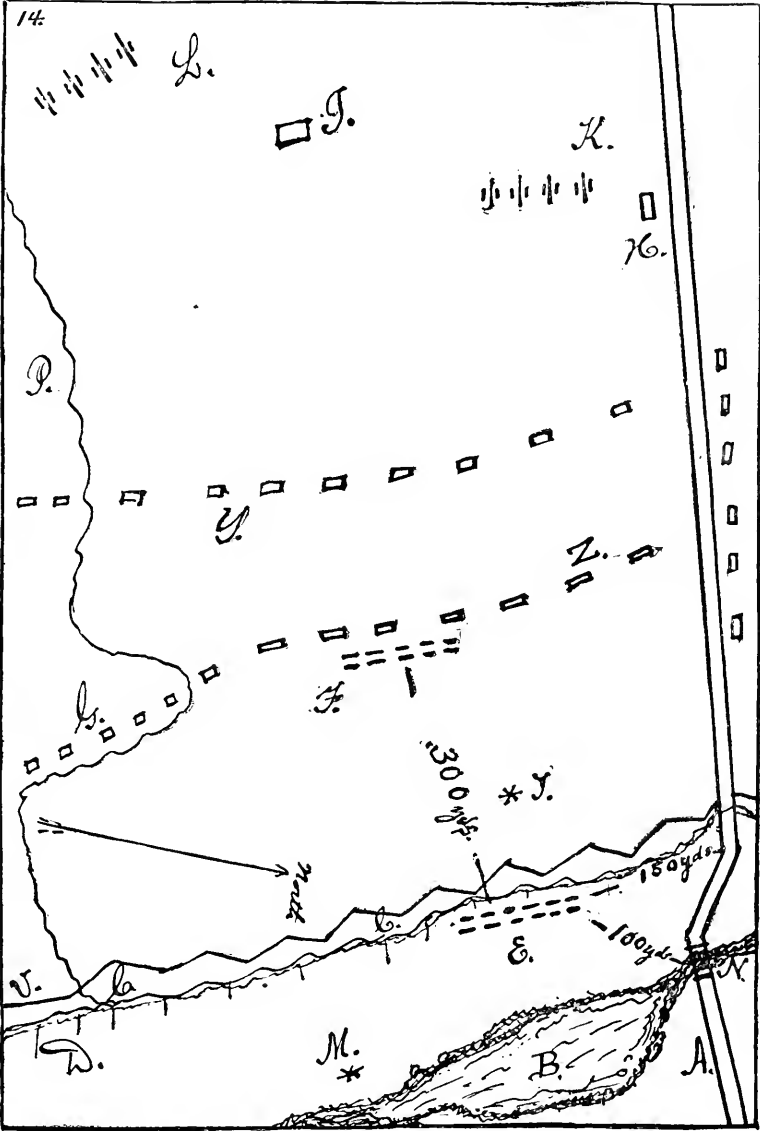 14.
L.
J.
K.
H.
P.
Y.
Z.
F.
G.
300 yds.
* J.
North
150 yds.
C.
E.
100 yds.
N.
V.
C.
D.
M.
*
B.
A.